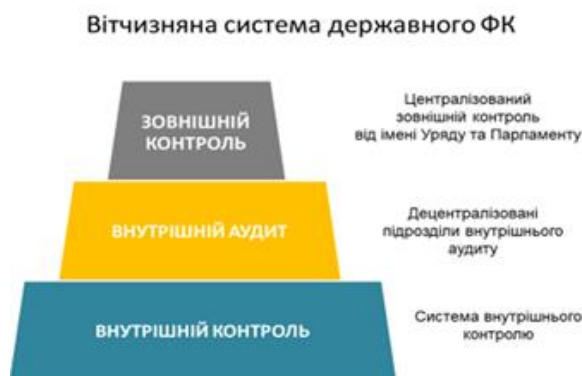 Вітчизняна система державного ФК
ЗОВНІШНІЙ
КОНТРОЛЬ
Централізований
зовнішній контроль
від імені Уряду та Парламенту
ВНУТРІШНІЙ АУДИТ
Децентралізовані
підрозділи внутрішнього
аудиту
ВНУТРІШНІЙ КОНТРОЛЬ
Система внутрішнього
контролю